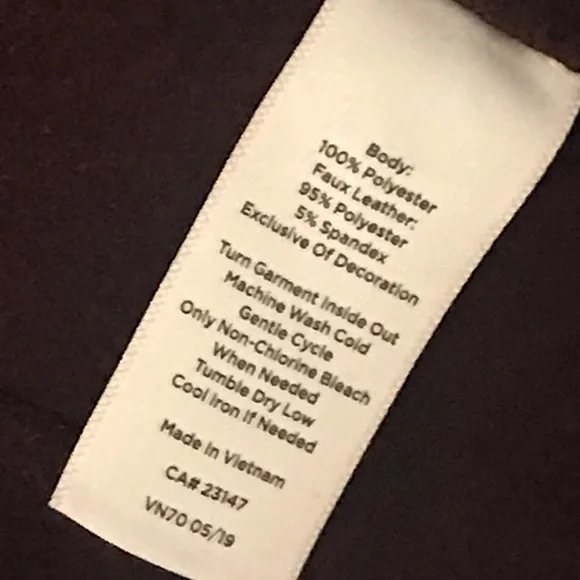 Body:
100% Polyester
Faux Leather:
95% Polyester
5% Spandex
Exclusive Of Decoration
Turn Garment Inside Out
Machine Wash Cold
Gentle Cycle
Only Non-Chlorine Bleach
When Needed
Tumble Dry Low
Cool Iron If Needed
Made In Vietnam
CA# 23147
VN70 05/19